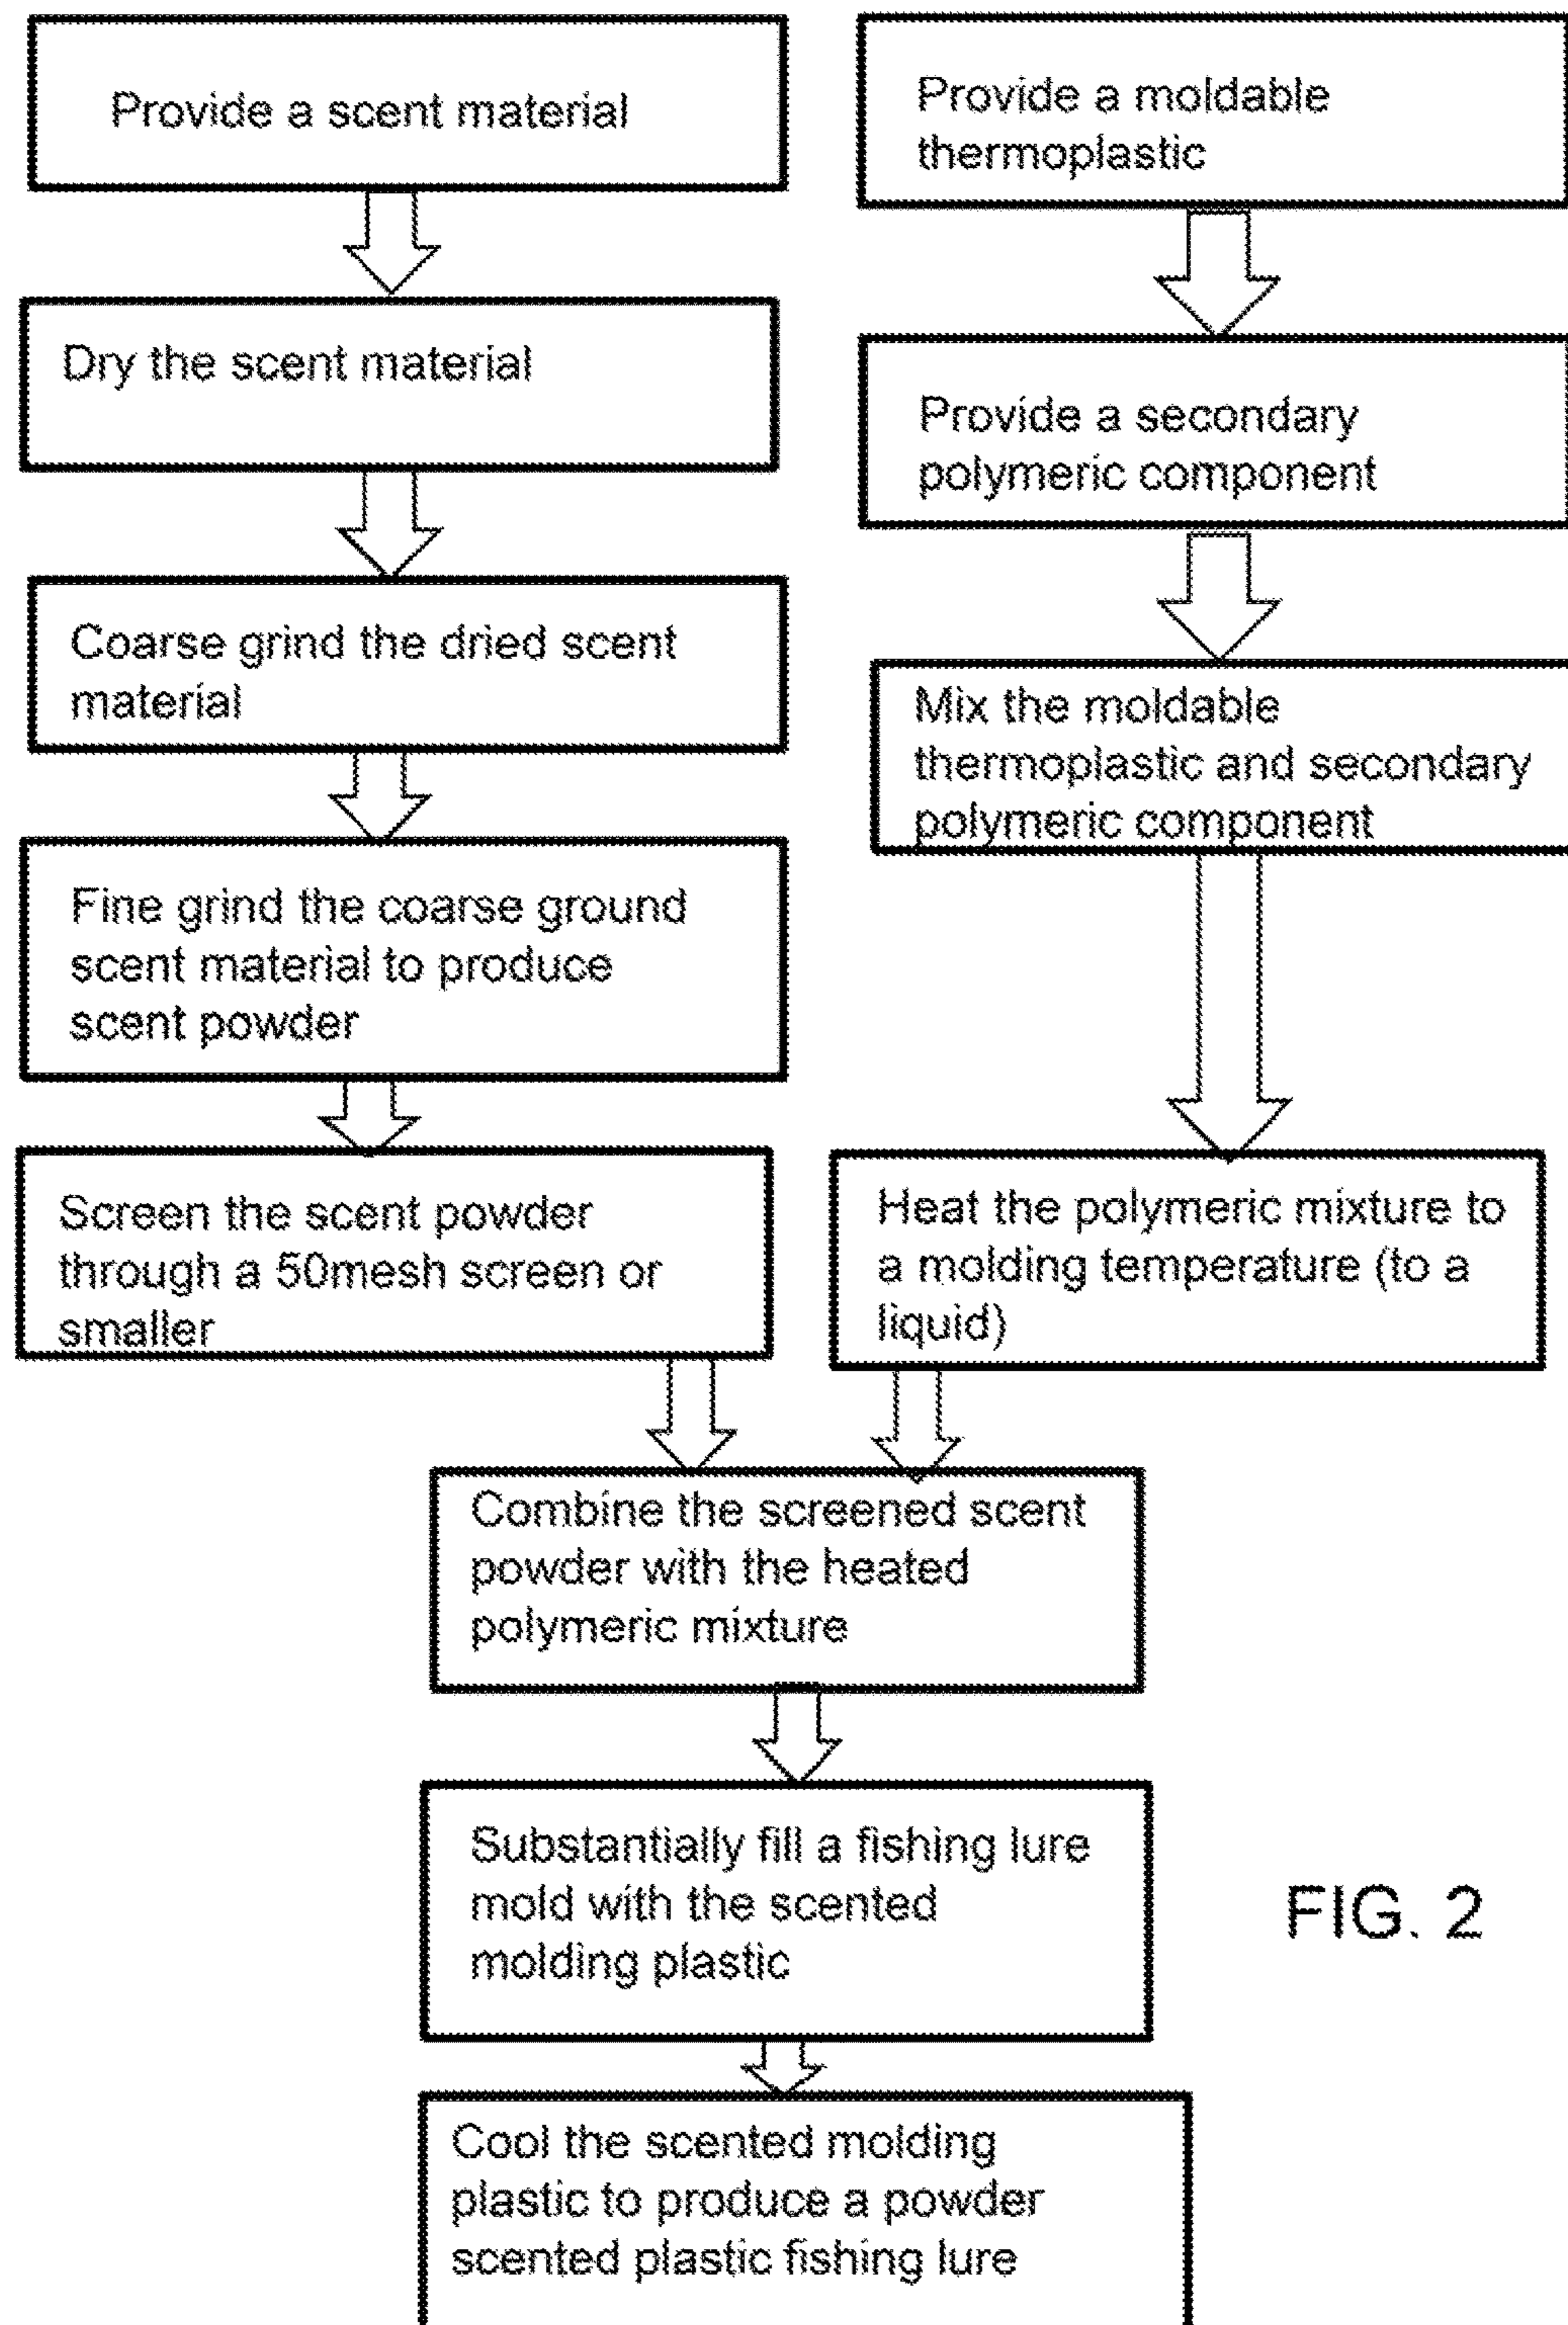 Provide a scent material
Dry the scent material
Coarse grind the dried scent
material
Fine grind the coarse ground
scent material to produce
scent powder
Screen the scent powder
through a 50mesh screen or
smaller
Provide a moldable
thermoplastic
Provide a secondary
polymeric component
Mix the moldable
thermoplastic and secondary
polymeric component
Heat the polymeric mixture to
a molding temperature (to a
liquid)
Combine the screened scent
powder with the heated
polymeric mixture
Substantially fill a fishing lure
mold with the scented
molding plastic
Cool the scented molding
plastic to produce a powder
scented plastic fishing lure
FIG. 2